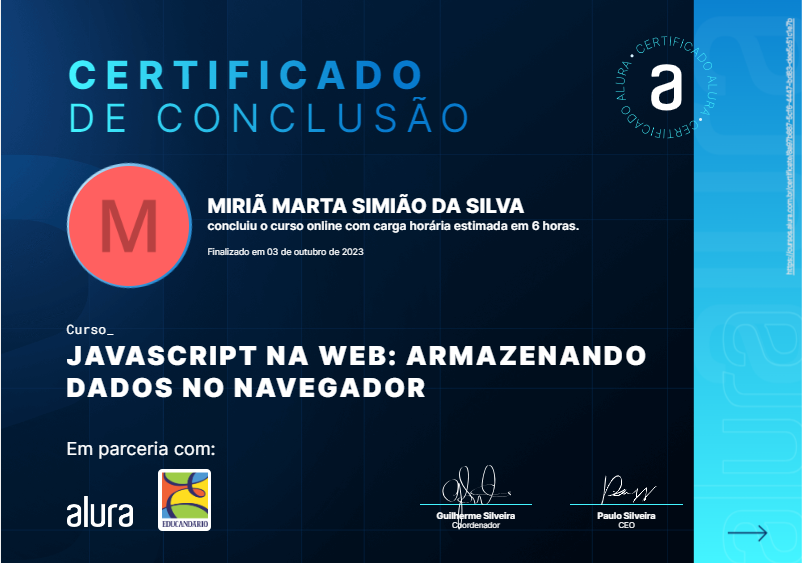 CERTIFICADO
DE CONCLUSÃO
CERTIFICADO ALURA • CERTIFICADO ALURA •
a
M
MIRIÃ MARTA SIMIÃO DA SILVA
concluiu o curso online com carga horária estimada em 6 horas.
Finalizado em 03 de outubro de 2023
Curso_
JAVASCRIPT NA WEB: ARMAZENANDO
DADOS NO NAVEGADOR
Em parceria com:
alura
EDUCANDÁRIO
Guilherme Silveira
Coordenador
Paulo Silveira
CEO
alura